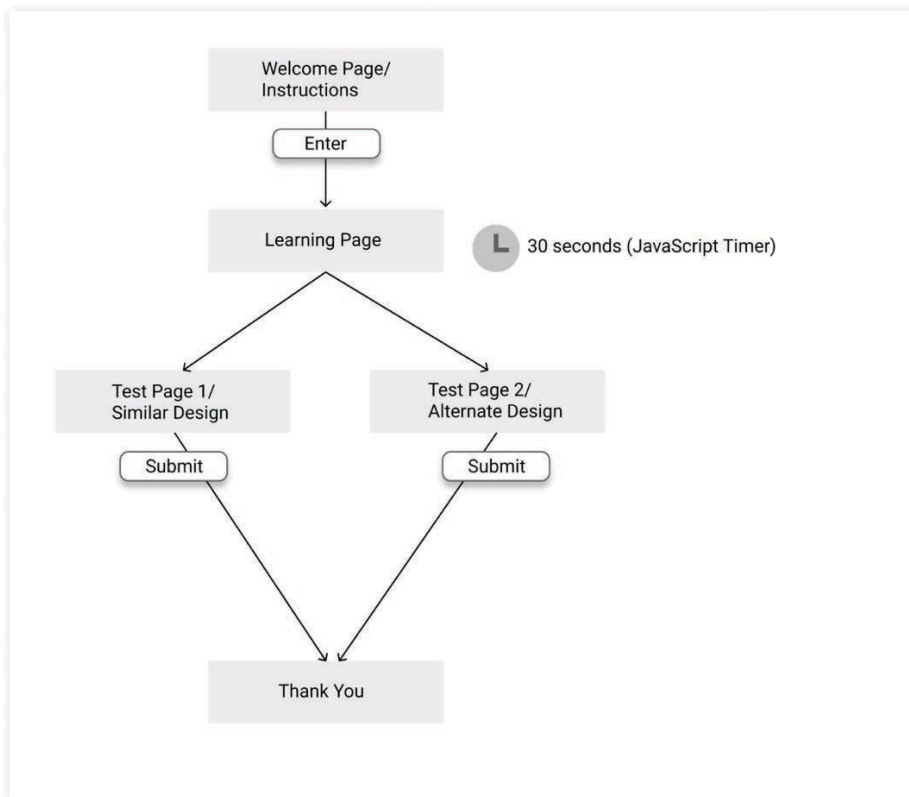 Welcome Page/
Instructions
Enter
Learning Page
30 seconds (JavaScript Timer)
Test Page 1/
Similar Design
Test Page 2/
Alternate Design
Submit
Submit
Thank You